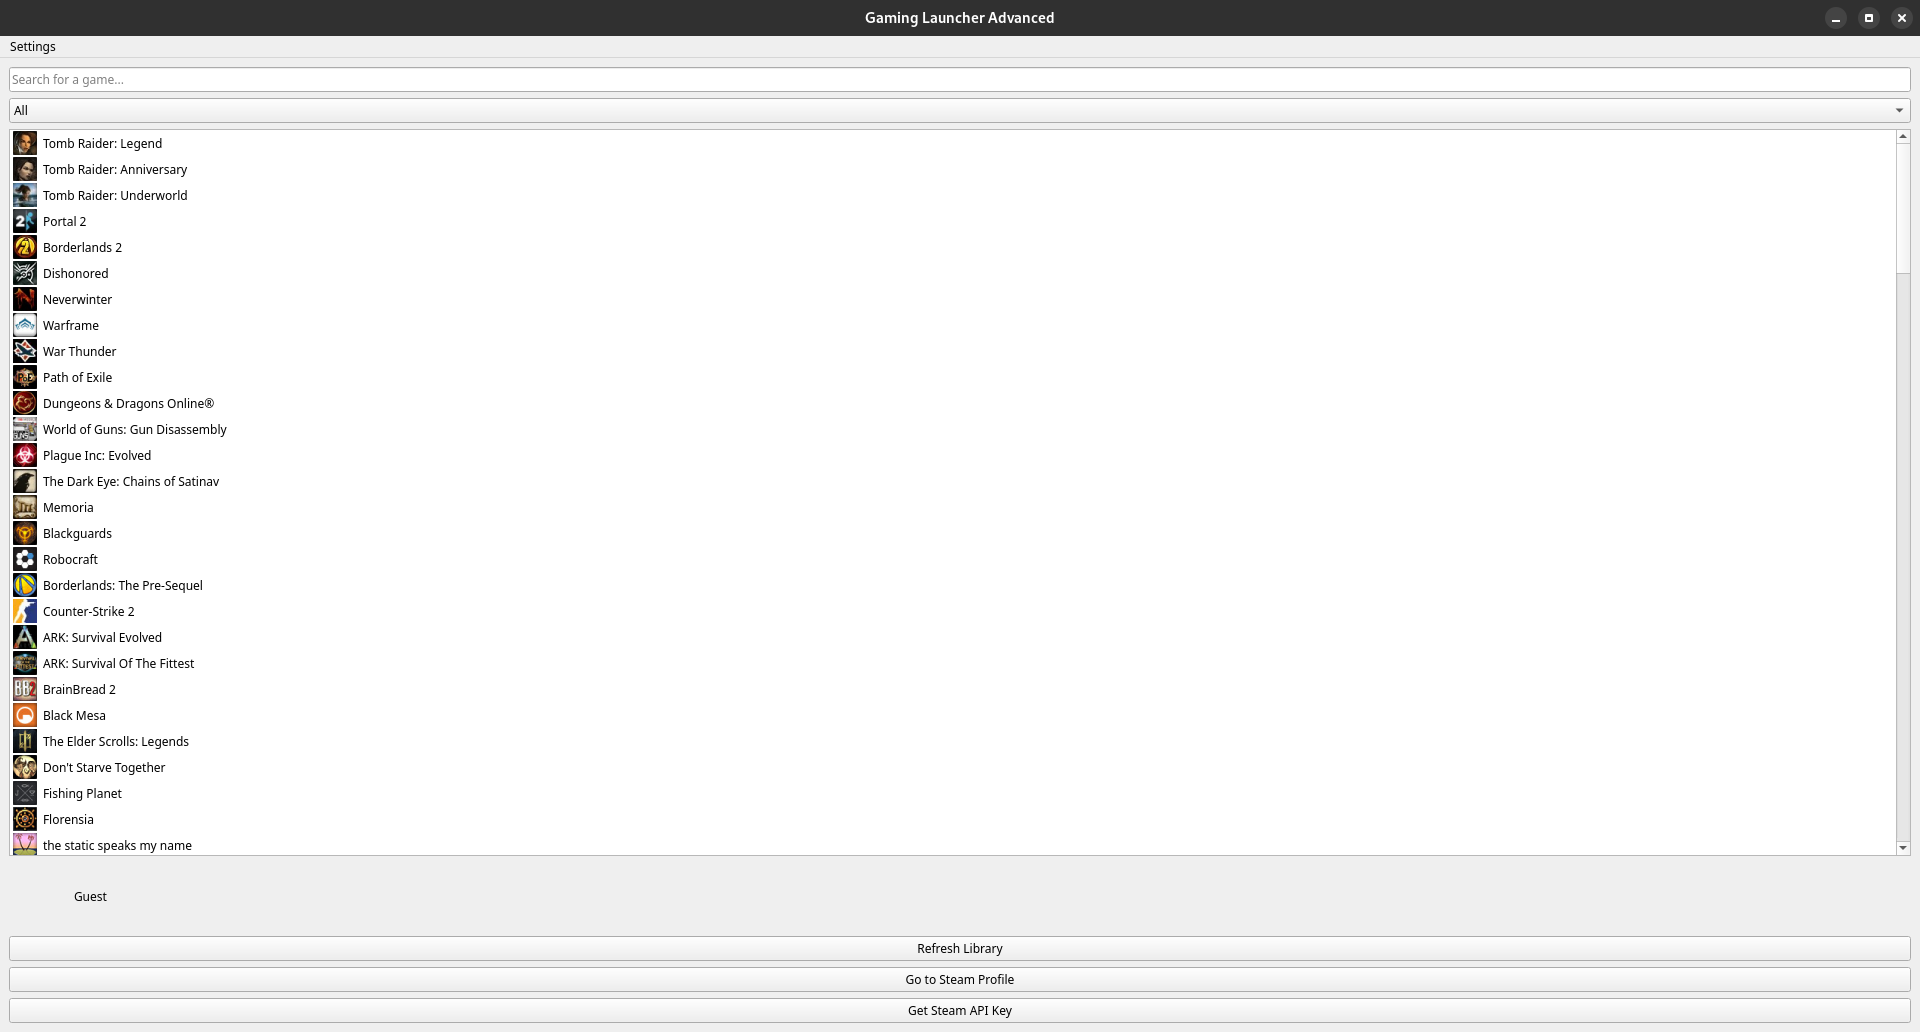 Gaming Launcher Advanced
Settings
Search for a game...
All
Tomb Raider: Legend
Tomb Raider: Anniversary
Tomb Raider: Underworld
Portal 2
Borderlands 2
Dishonored
Neverwinter
Warframe
War Thunder
Path of Exile
Dungeons & Dragons Online®
World of Guns: Gun Disassembly
Plague Inc: Evolved
The Dark Eye: Chains of Satinav
Memoria
Blackguards
Robocraft
Borderlands: The Pre-Sequel
Counter-Strike 2
ARK: Survival Evolved
ARK: Survival Of The Fittest
BrainBread 2
Black Mesa
The Elder Scrolls: Legends
Don't Starve Together
Fishing Planet
Florensia
the static speaks my name
Guest
Refresh Library
Go to Steam Profile
Get Steam API Key